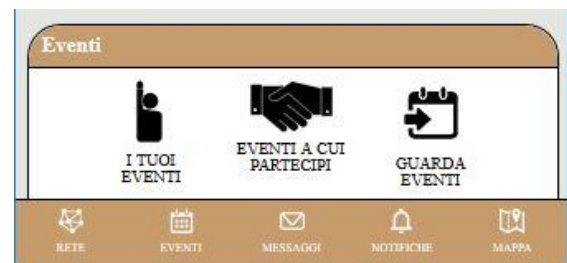 Eventi
I TUOI
EVENTI
EVENTI A CUI
PARTECIPI
GUARDA
EVENTI
RETE
EVENTI
MESSAGGI
NOTIFICHE
MAPPA